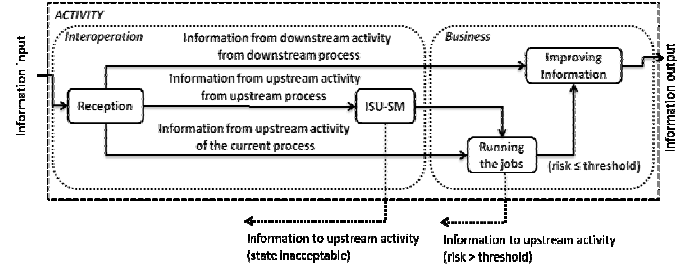 ACTIVITY
Interoperation
Business
Information input
Information from downstream activity
from downstream process
Improving
Information
Information from upstream activity
from upstream process
Reception
ISU-SM
Information output
Information from upstream activity
of the current process
Running
the jobs
(risk ≤ threshold)
Information to upstream activity
(state inacceptable)
Information to upstream activity
(risk > threshold)